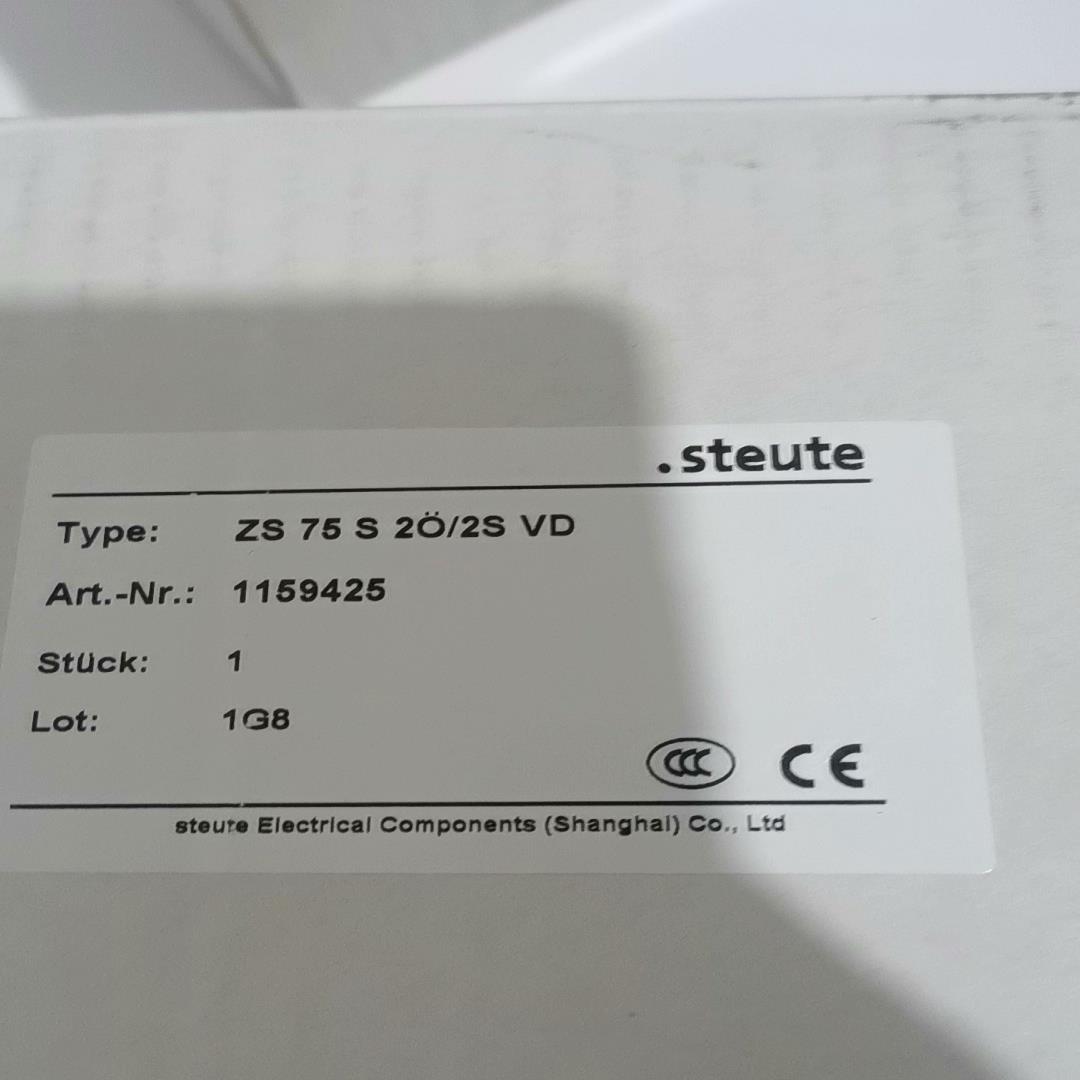 .steute
Type: ZS 75 S 2Ö/2S VD
Art.-Nr.: 1159425
Stück: 1
Lot: 1G8
CCC CE
steute Electrical Components (Shanghai) Co., Ltd